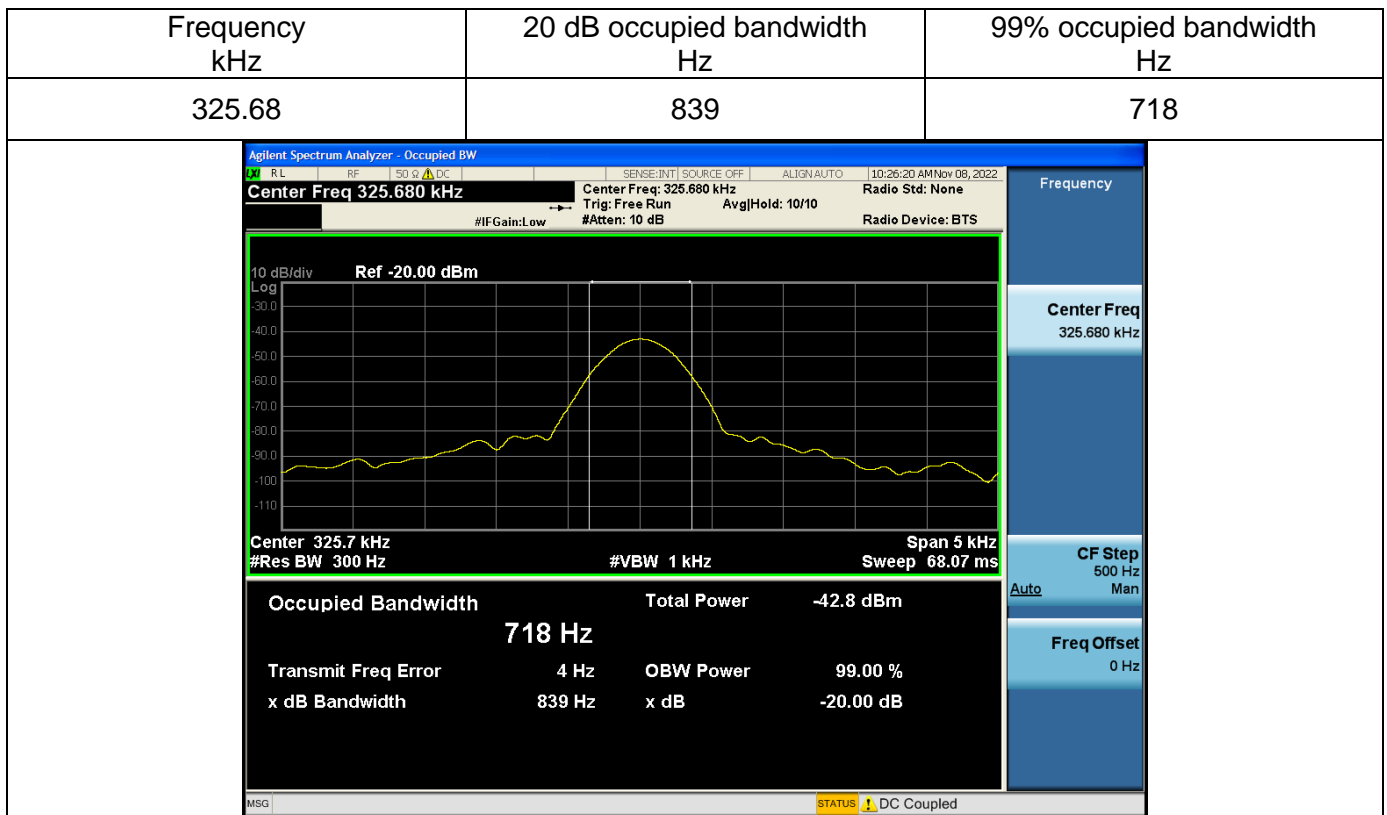 Frequency
kHz
20 dB occupied bandwidth
Hz
99% occupied bandwidth
Hz
325.68
839
718
Agilent Spectrum Analyzer - Occupied BW
LXI RL RF 50 Ω DC SENSE:INT SOURCE OFF ALIGN AUTO 10:26:20 AM Nov 08, 2022
Center Freq 325.680 kHz
Center Freq: 325.680 kHz
Radio Std: None
Trig: Free Run Avg|Hold: 10/10
#IFGain:Low
#Atten: 10 dB
Radio Device: BTS
Frequency
10 dB/div Ref -20.00 dBm
Log
-30.0
-40.0
-50.0
-60.0
-70.0
-80.0
-90.0
-100
-110
Center 325.7 kHz Span 5 kHz
#Res BW 300 Hz #VBW 1 kHz Sweep 68.07 ms
Occupied Bandwidth Total Power -42.8 dBm
718 Hz
Transmit Freq Error 4 Hz OBW Power 99.00 %
x dB Bandwidth 839 Hz x dB -20.00 dB
Center Freq
325.680 kHz
CF Step
500 Hz
Auto Man
Freq Offset
0 Hz
MSG STATUS DC Coupled